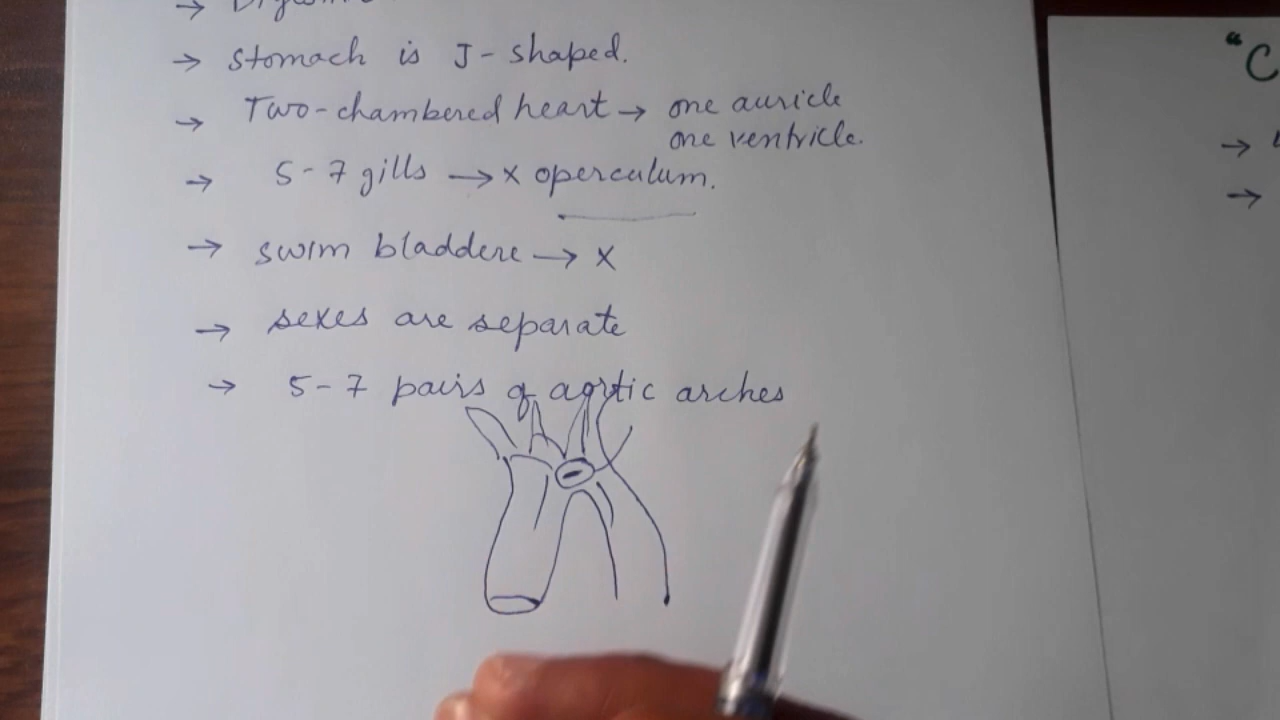 → stomach is J-shaped.
→ Two-chambered heart → one auricle
one ventricle.
→ 5-7 gills → x operculum.
→ swim bladdere → x
→ sexes are separate
→ 5-7 pairs of aortic arches
"C
→
→